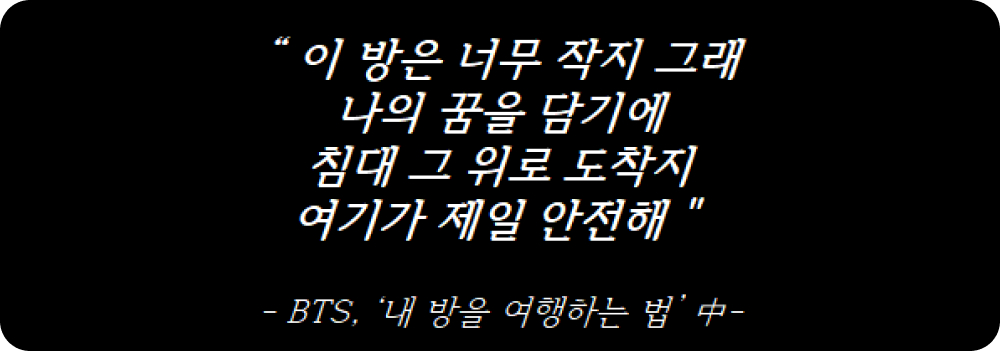 “ 이 방은 너무 작지 그래
나의 꿈을 담기에
침대 그 위로 도착지
여기가 제일 안전해 "
- BTS, ‘내 방을 여행하는 법’ 中-